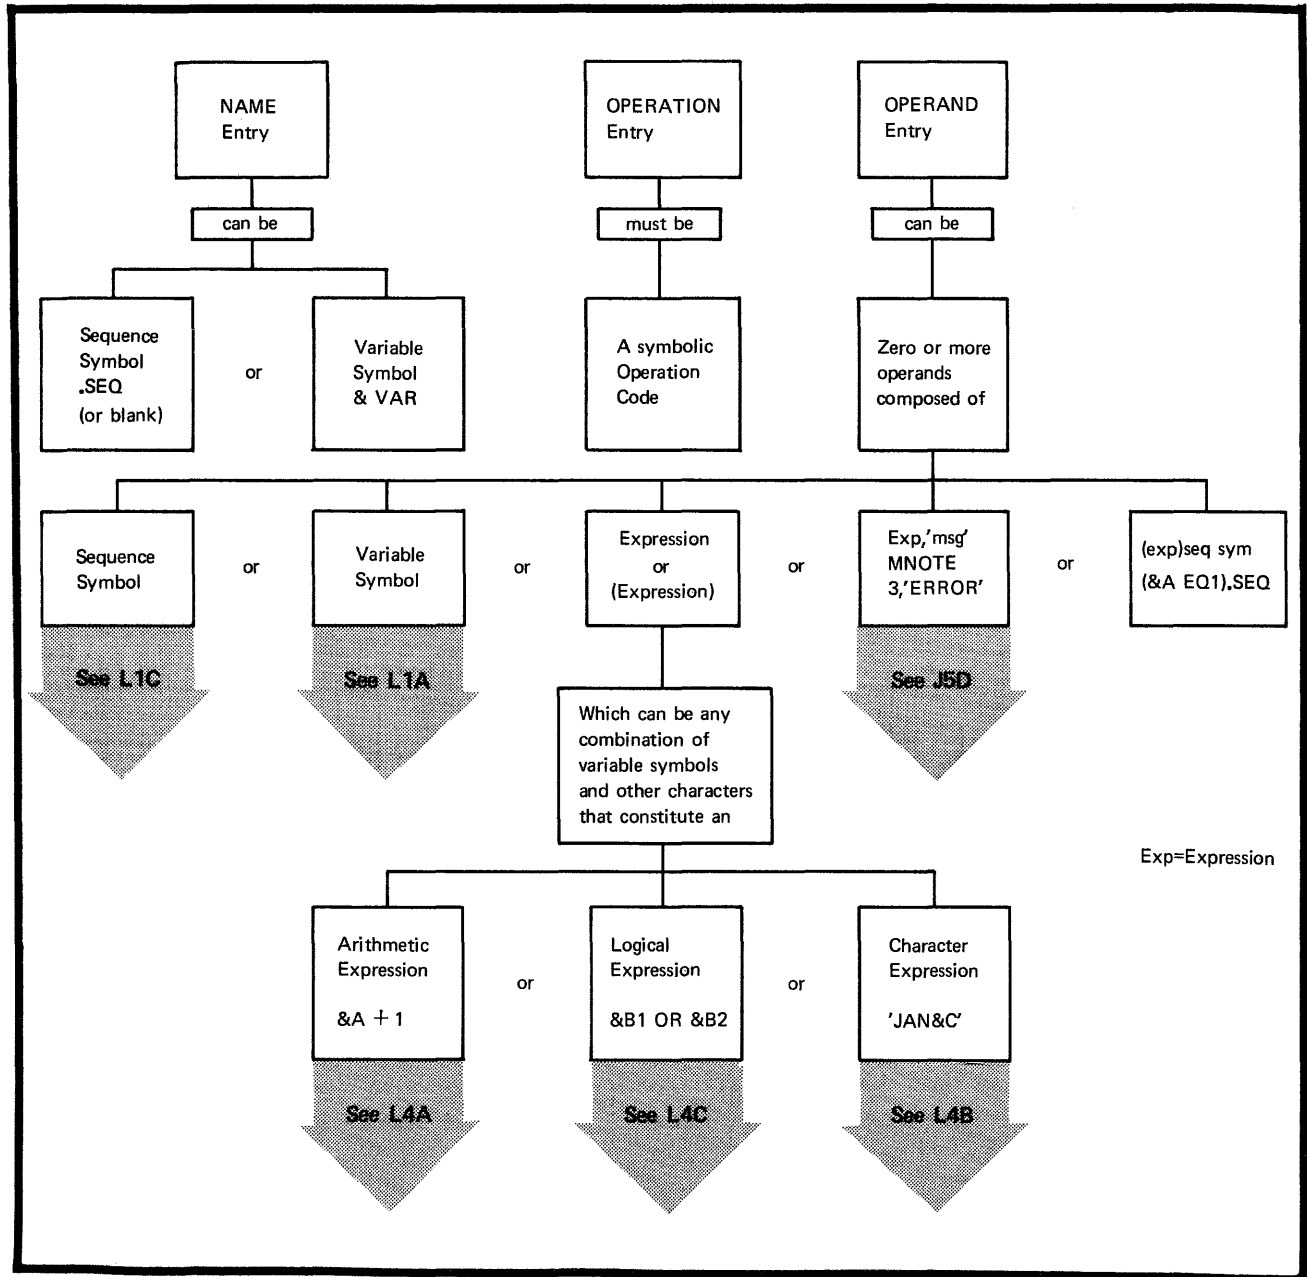 NAME
Entry
OPERATION
Entry
OPERAND
Entry
can be
must be
can be
Sequence
Symbol
.SEQ
(or blank)
or
Variable
Symbol
& VAR
A symbolic
Operation
Code
Zero or more
operands
composed of
Sequence
Symbol
or
Variable
Symbol
or
Expression
or
(Expression)
or
Exp,'msg'
MNOTE
3,'ERROR'
or
(exp)seq sym
(&A EQ1).SEQ
See L1C
See L1A
See J5D
Which can be any
combination of
variable symbols
and other characters
that constitute an
Exp=Expression
Arithmetic
Expression
&A + 1
or
Logical
Expression
&B1 OR &B2
or
Character
Expression
'JAN&C'
See L4A
See L4C
See L4B